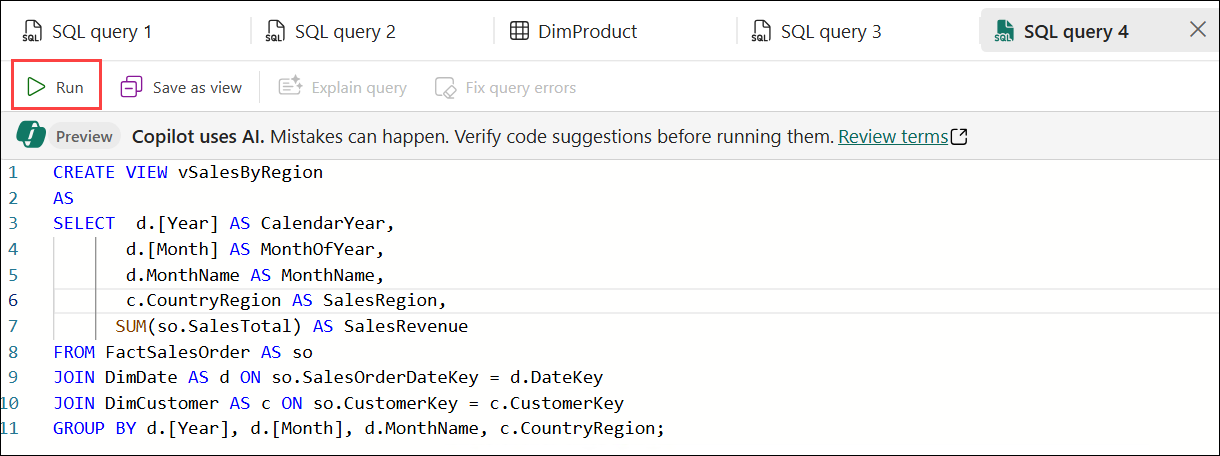 SQL query 1 SQL query 2 DimProduct SQL query 3 SQL query 4
Run Save as view Explain query Fix query errors
Preview Copilot uses AI. Mistakes can happen. Verify code suggestions before running them. Review terms
1 CREATE VIEW vSalesByRegion
2 AS
3 SELECT  d.[Year] AS CalendarYear,
4 d.[Month] AS MonthOfYear,
5 d.MonthName AS MonthName,
6 c.CountryRegion AS SalesRegion,
7 SUM(so.SalesTotal) AS SalesRevenue
8 FROM FactSalesOrder AS so
9 JOIN DimDate AS d ON so.SalesOrderDateKey = d.DateKey
10 JOIN DimCustomer AS c ON so.CustomerKey = c.CustomerKey
11 GROUP BY d.[Year], d.[Month], d.MonthName, c.CountryRegion;